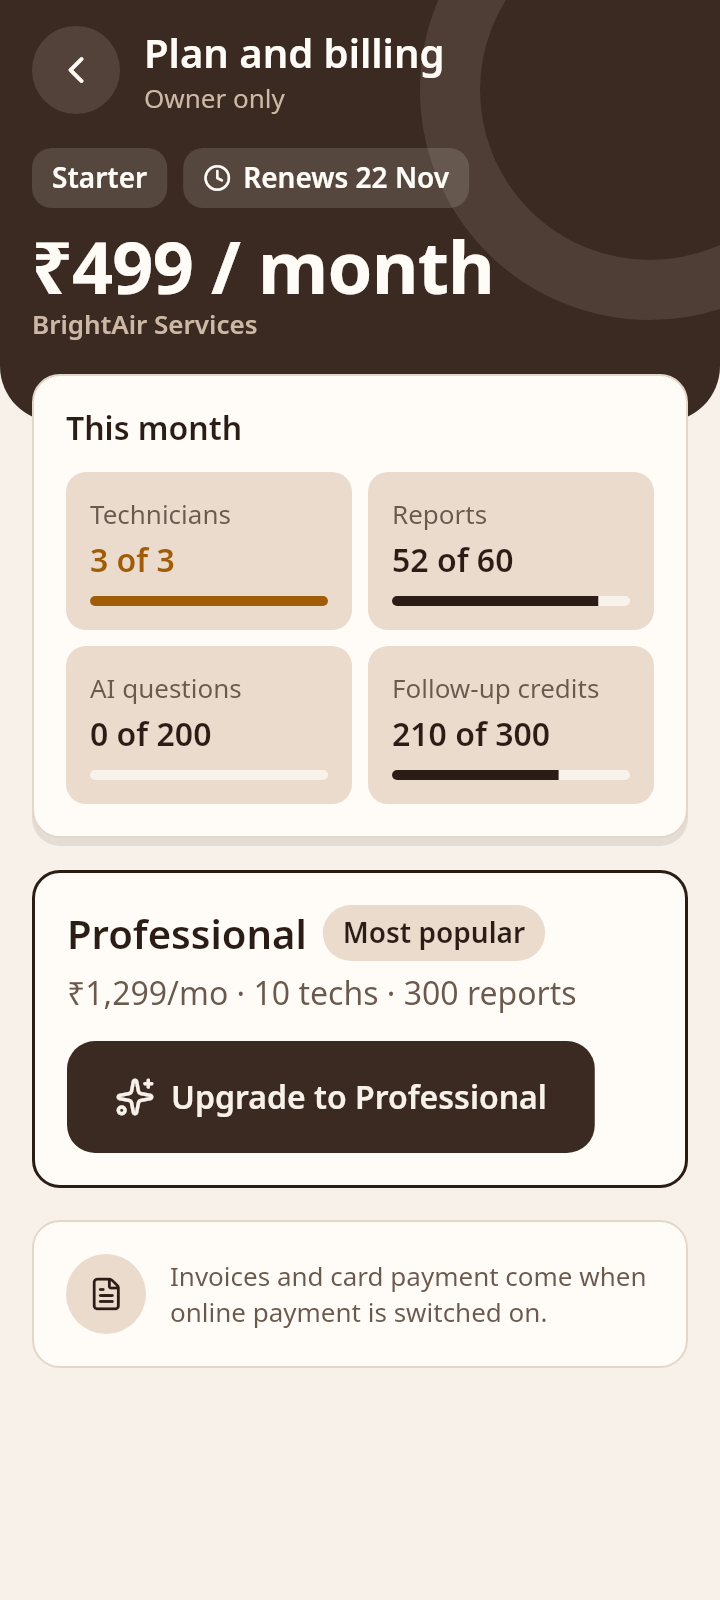 Plan and billing
Owner only
Starter
Renews 22 Nov
₹499 / month
BrightAir Services
This month
Technicians
3 of 3
Reports
52 of 60
AI questions
0 of 200
Follow-up credits
210 of 300
Professional
Most popular
₹1,299/mo · 10 techs · 300 reports
Upgrade to Professional
Invoices and card payment come when
online payment is switched on.